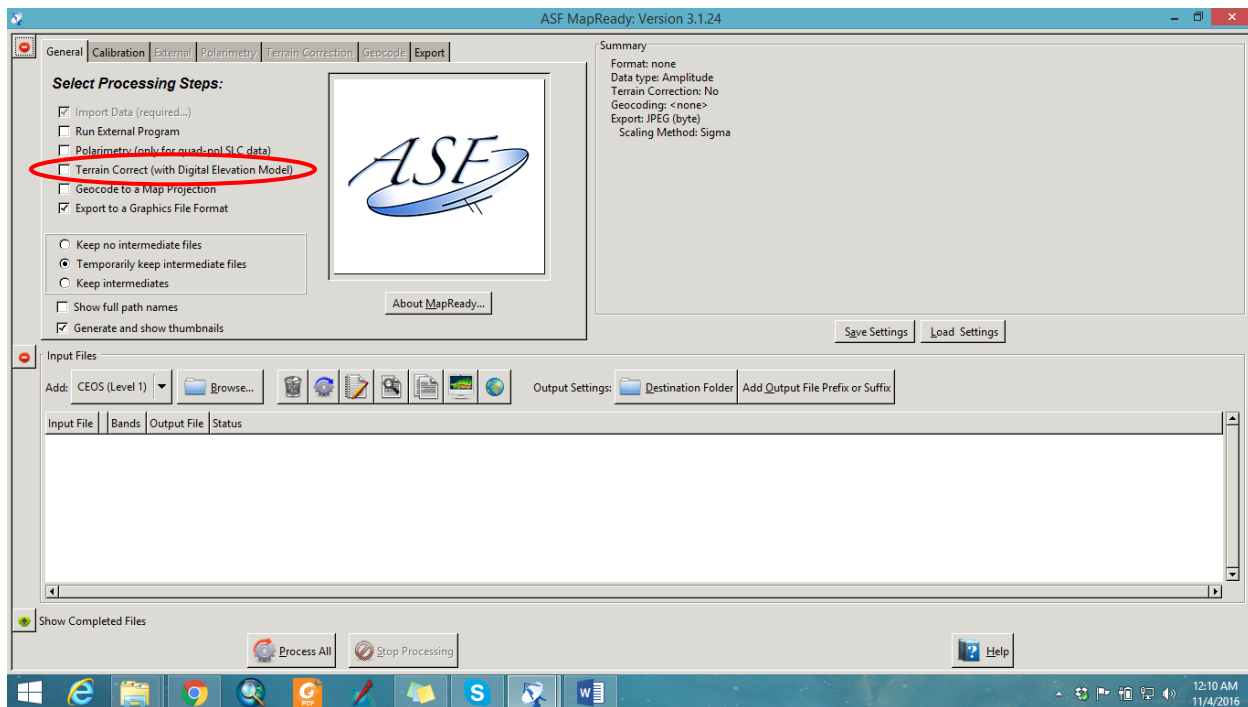 ASF MapReady: Version 3.1.24
General Calibration External Polarimetry Terrain Correction Geocode Export
Select Processing Steps:
Import Data (required...)
Run External Program
Polarimetry (only for quad-pol SLC data)
Terrain Correct (with Digital Elevation Model)
Geocode to a Map Projection
Export to a Graphics File Format
Keep no intermediate files
Temporarily keep intermediate files
Keep intermediates
Show full path names
Generate and show thumbnails
ASF
About MapReady...
Summary
Format: none
Data type: Amplitude
Terrain Correction: No
Geocoding: <none>
Export: JPEG (byte)
Scaling Method: Sigma
Save Settings Load Settings
Input Files
Add: CEOS (Level 1) Browse... Output Settings: Destination Folder Add Output File Prefix or Suffix
Input File Bands Output File Status
Show Completed Files
Process All Stop Processing Help
G
PDF
S
W
12:10 AM
11/4/2016